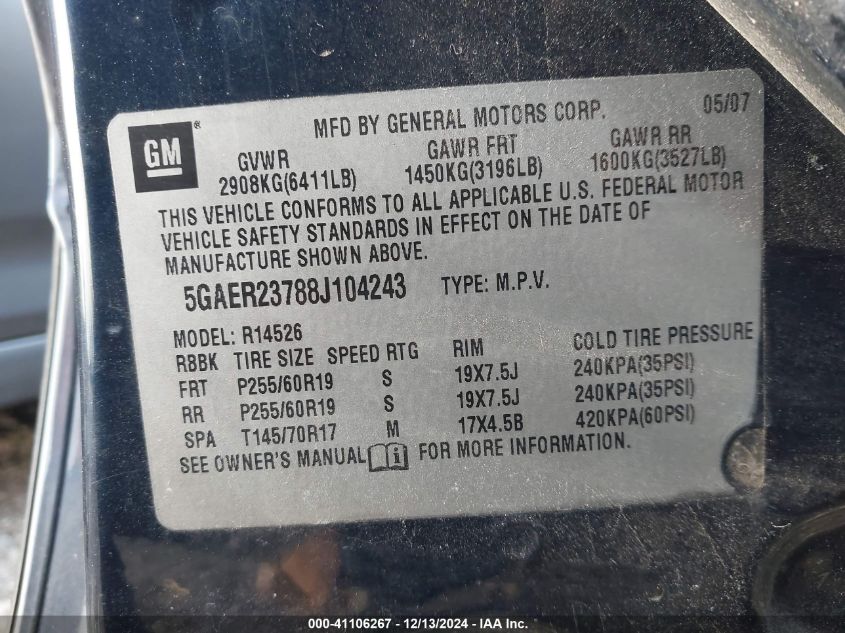 GM®
MFD BY GENERAL MOTORS CORP. 05/07
GVWR GAWR FRT GAWR RR
2908KG(6411LB) 1450KG(3196LB) 1600KG(3527LB)
THIS VEHICLE CONFORMS TO ALL APPLICABLE U.S. FEDERAL MOTOR
VEHICLE SAFETY STANDARDS IN EFFECT ON THE DATE OF
MANUFACTURE SHOWN ABOVE.
5GAER23788J104243 TYPE: M.P.V.
MODEL: R14526
R8BK TIRE SIZE SPEED RTG RIM COLD TIRE PRESSURE
FRT P255/60R19 S 19X7.5J 240KPA(35PSI)
RR P255/60R19 S 19X7.5J 240KPA(35PSI)
SPA T145/70R17 M 17X4.5B 420KPA(60PSI)
SEE OWNER'S MANUAL i FOR MORE INFORMATION.
000-41106267 - 12/13/2024 - IAA Inc.